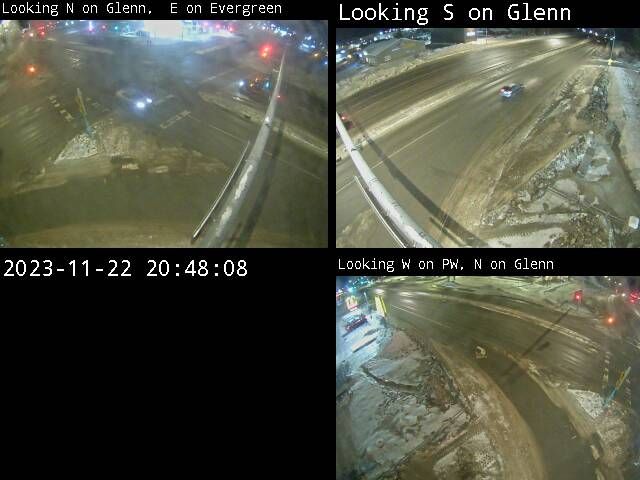 Looking N on Glenn,  E on Evergreen
Looking S on Glenn
2023-11-22 20:48:08
Looking W on PW, N on Glenn